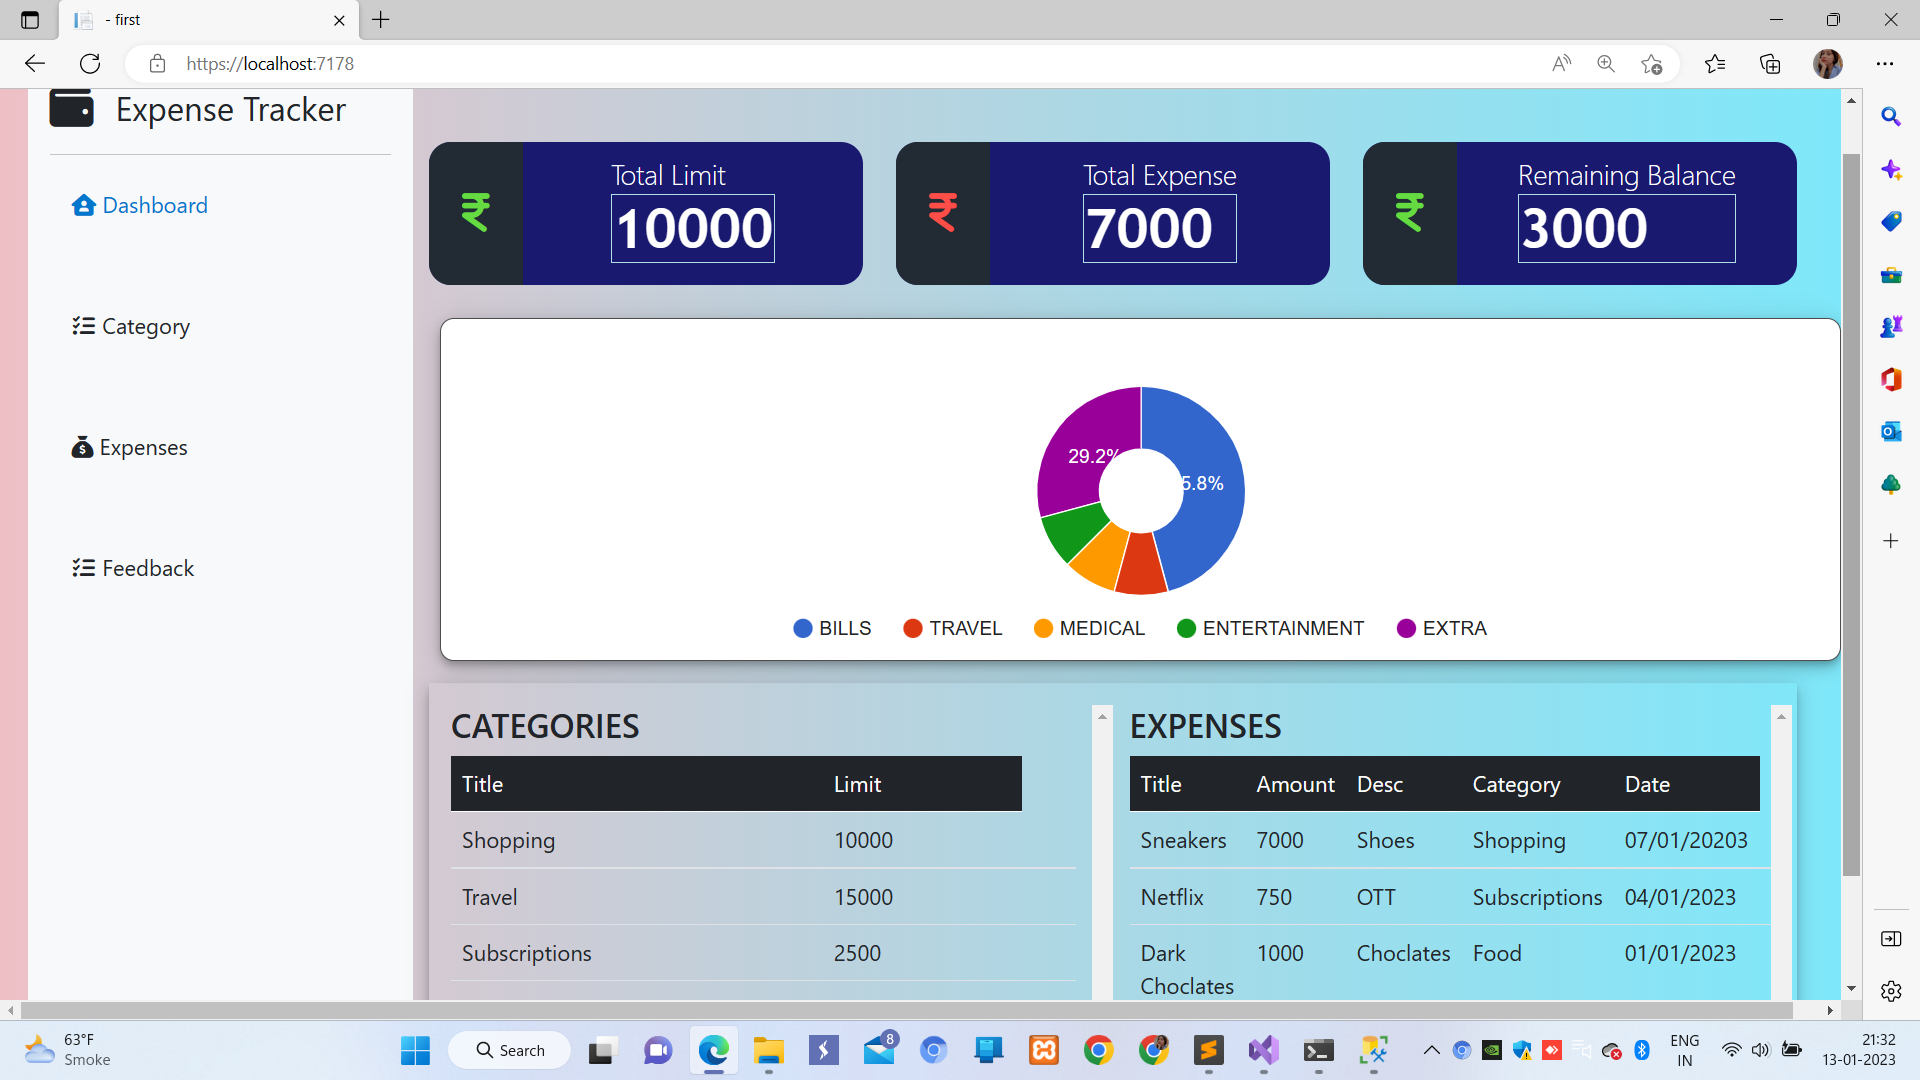 - first
https://localhost:7178
Expense Tracker
Dashboard
Category
Expenses
Feedback
Total Limit
10000
Total Expense
7000
Remaining Balance
3000
29.2%
5.8%
BILLS TRAVEL MEDICAL ENTERTAINMENT EXTRA
CATEGORIES
Title Limit
Shopping 10000
Travel 15000
Subscriptions 2500
EXPENSES
Title Amount Desc Category Date
Sneakers 7000 Shoes Shopping 07/01/20203
Netflix 750 OTT Subscriptions 04/01/2023
Dark 1000 Choclates Food 01/01/2023
Choclates
63°F
Smoke
Search
8
ENG
IN
21:32
13-01-2023